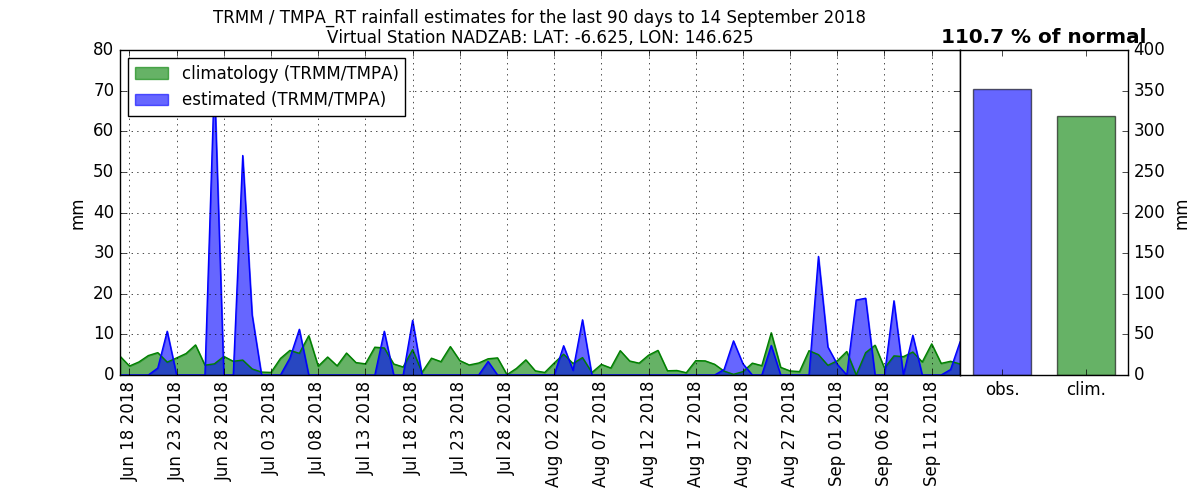 TRMM / TMPA_RT rainfall estimates for the last 90 days to 14 September 2018
Virtual Station NADZAB: LAT: -6.625, LON: 146.625
110.7 % of normal
climatology (TRMM/TMPA)
estimated (TRMM/TMPA)
80
70
60
50
40
30
20
10
0
mm
400
350
300
250
200
150
100
50
0
mm
Jun 18 2018
Jun 23 2018
Jun 28 2018
Jul 03 2018
Jul 08 2018
Jul 13 2018
Jul 18 2018
Jul 23 2018
Jul 28 2018
Aug 02 2018
Aug 07 2018
Aug 12 2018
Aug 17 2018
Aug 22 2018
Aug 27 2018
Sep 01 2018
Sep 06 2018
Sep 11 2018
obs.
clim.